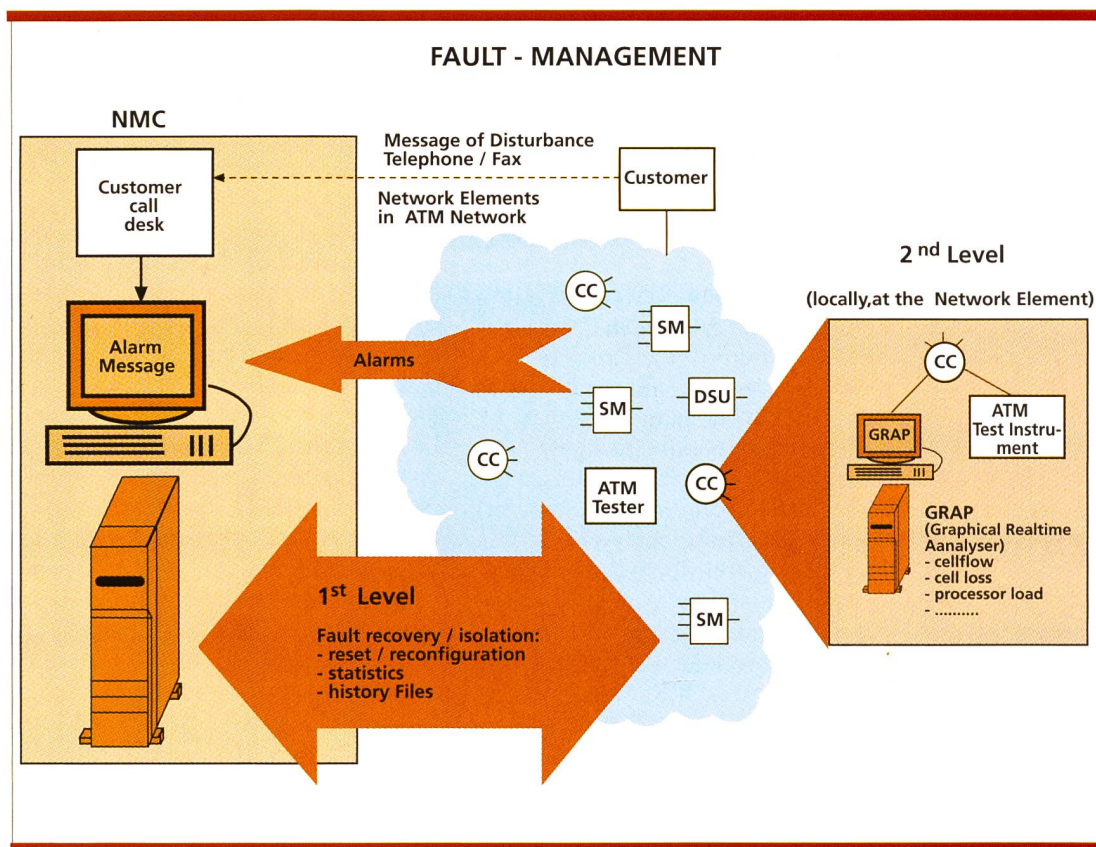 FAULT - MANAGEMENT
NMC
Customer
call
desk
Message of Disturbance
Telephone / Fax
Network Elements
in ATM Network
Customer
Alarm
Message
Alarms
CC
SM
SM
DSU
CC
ATM
Tester
CC
SM
1st Level
Fault recovery / isolation:
- reset / reconfiguration
- statistics
- history Files
2nd Level
(locally,at the Network Element)
CC
GRAP
ATM
Test Instru-
ment
GRAP
(Graphical Realtime
Aanalyser)
- cellflow
- cell loss
- processor load
- ..........